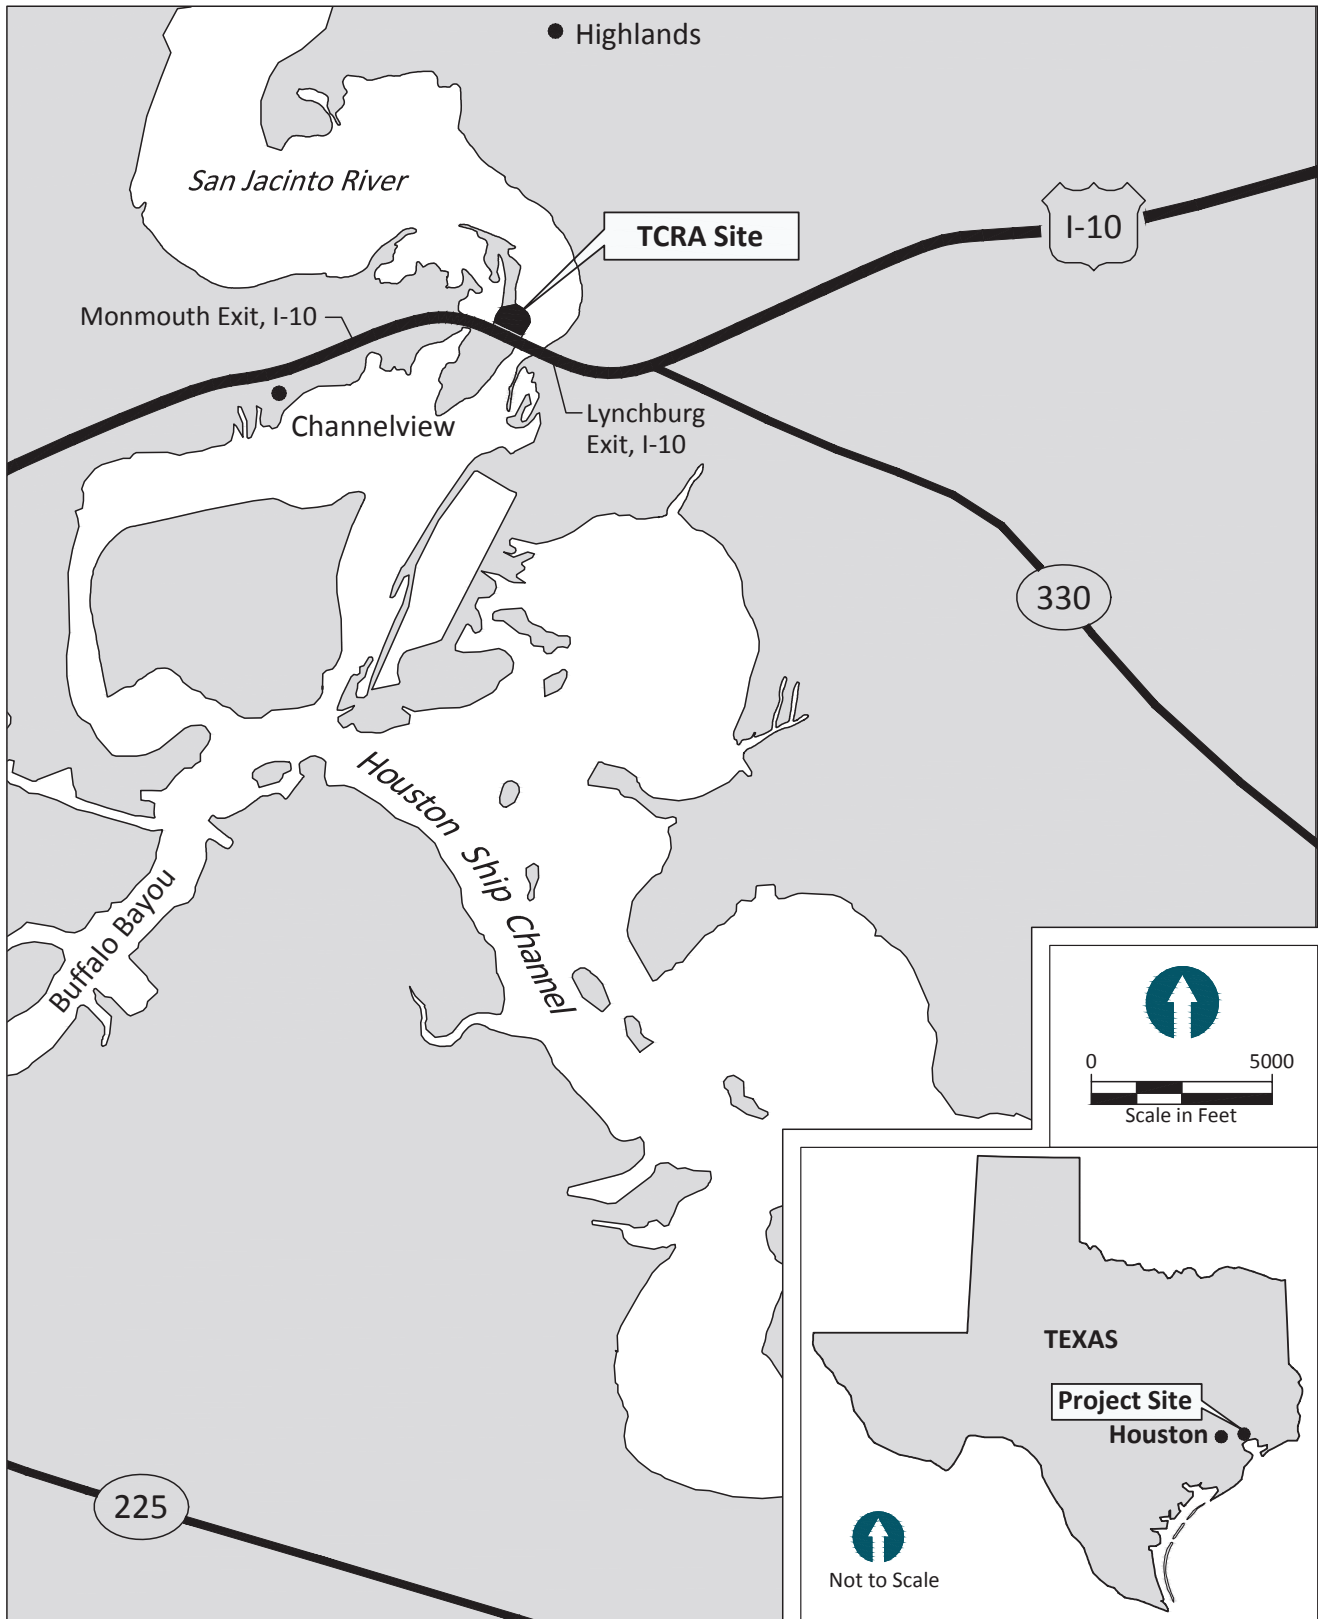 Highlands
San Jacinto River
TCRA Site
I-10
Monmouth Exit, I-10
Lynchburg
Exit, I-10
Channelview
330
Houston Ship Channel
Buffalo Bayou
0 5000
Scale in Feet
TEXAS
Project Site
Houston
225
Not to Scale